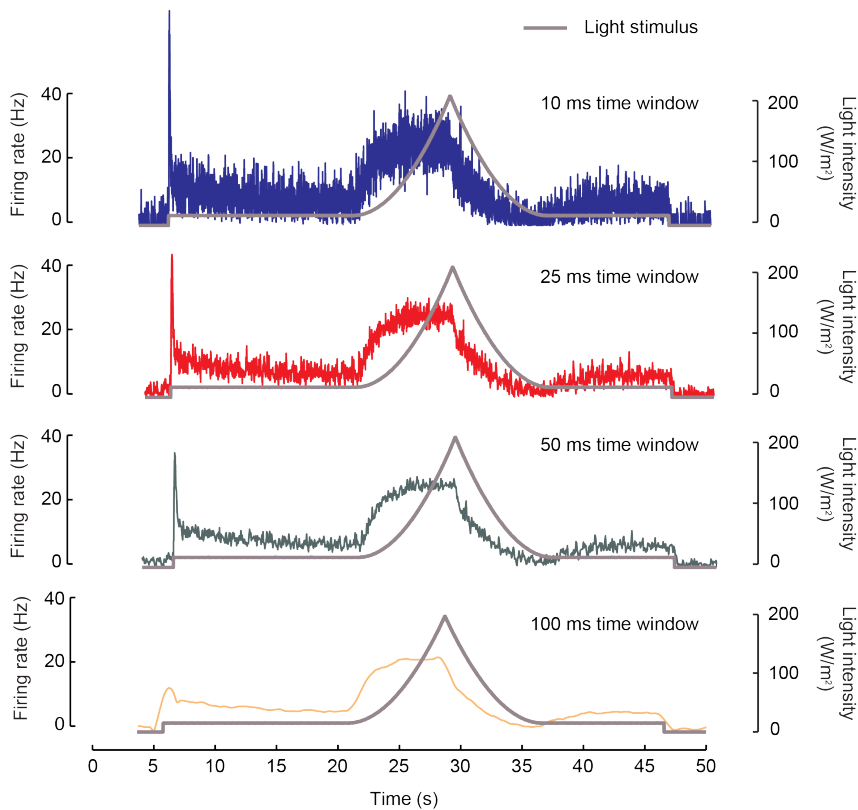 Light stimulus
10 ms time window
Firing rate (Hz)
40
20
0
200
100
0
Light intensity
(W/m²)
25 ms time window
Firing rate (Hz)
40
20
0
200
100
0
Light intensity
(W/m²)
50 ms time window
Firing rate (Hz)
40
20
0
200
100
0
Light intensity
(W/m²)
100 ms time window
Firing rate (Hz)
40
20
0
200
100
0
Light intensity
(W/m²)
0 5 10 15 20 25 30 35 40 45 50
Time (s)